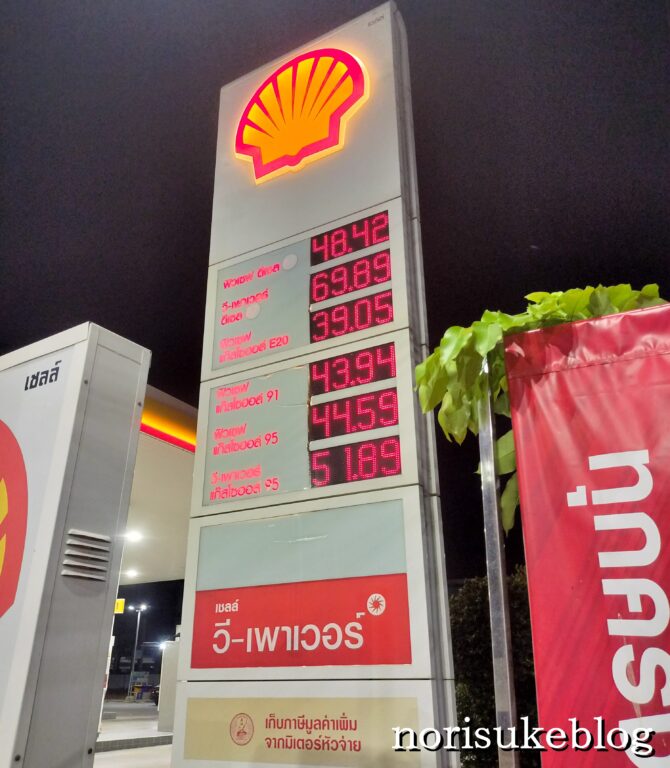 48.42
ฟิวเซฟ ดีเซล
69.89
วี-เพาเวอร์
ดีเซล
39.05
ฟิวเซฟ
แก๊สโซฮอล์ E20
43.94
ฟิวเซฟ
แก๊สโซฮอล์ 91
44.59
ฟิวเซฟ
แก๊สโซฮอล์ 95
51.89
วี-เพาเวอร์
แก๊สโซฮอล์ 95
เชลล์
เชลล์
วี-เพาเวอร์
เก็บภาษีมูลค่าเพิ่ม
จากมิเตอร์หัวจ่าย
norisukeblog